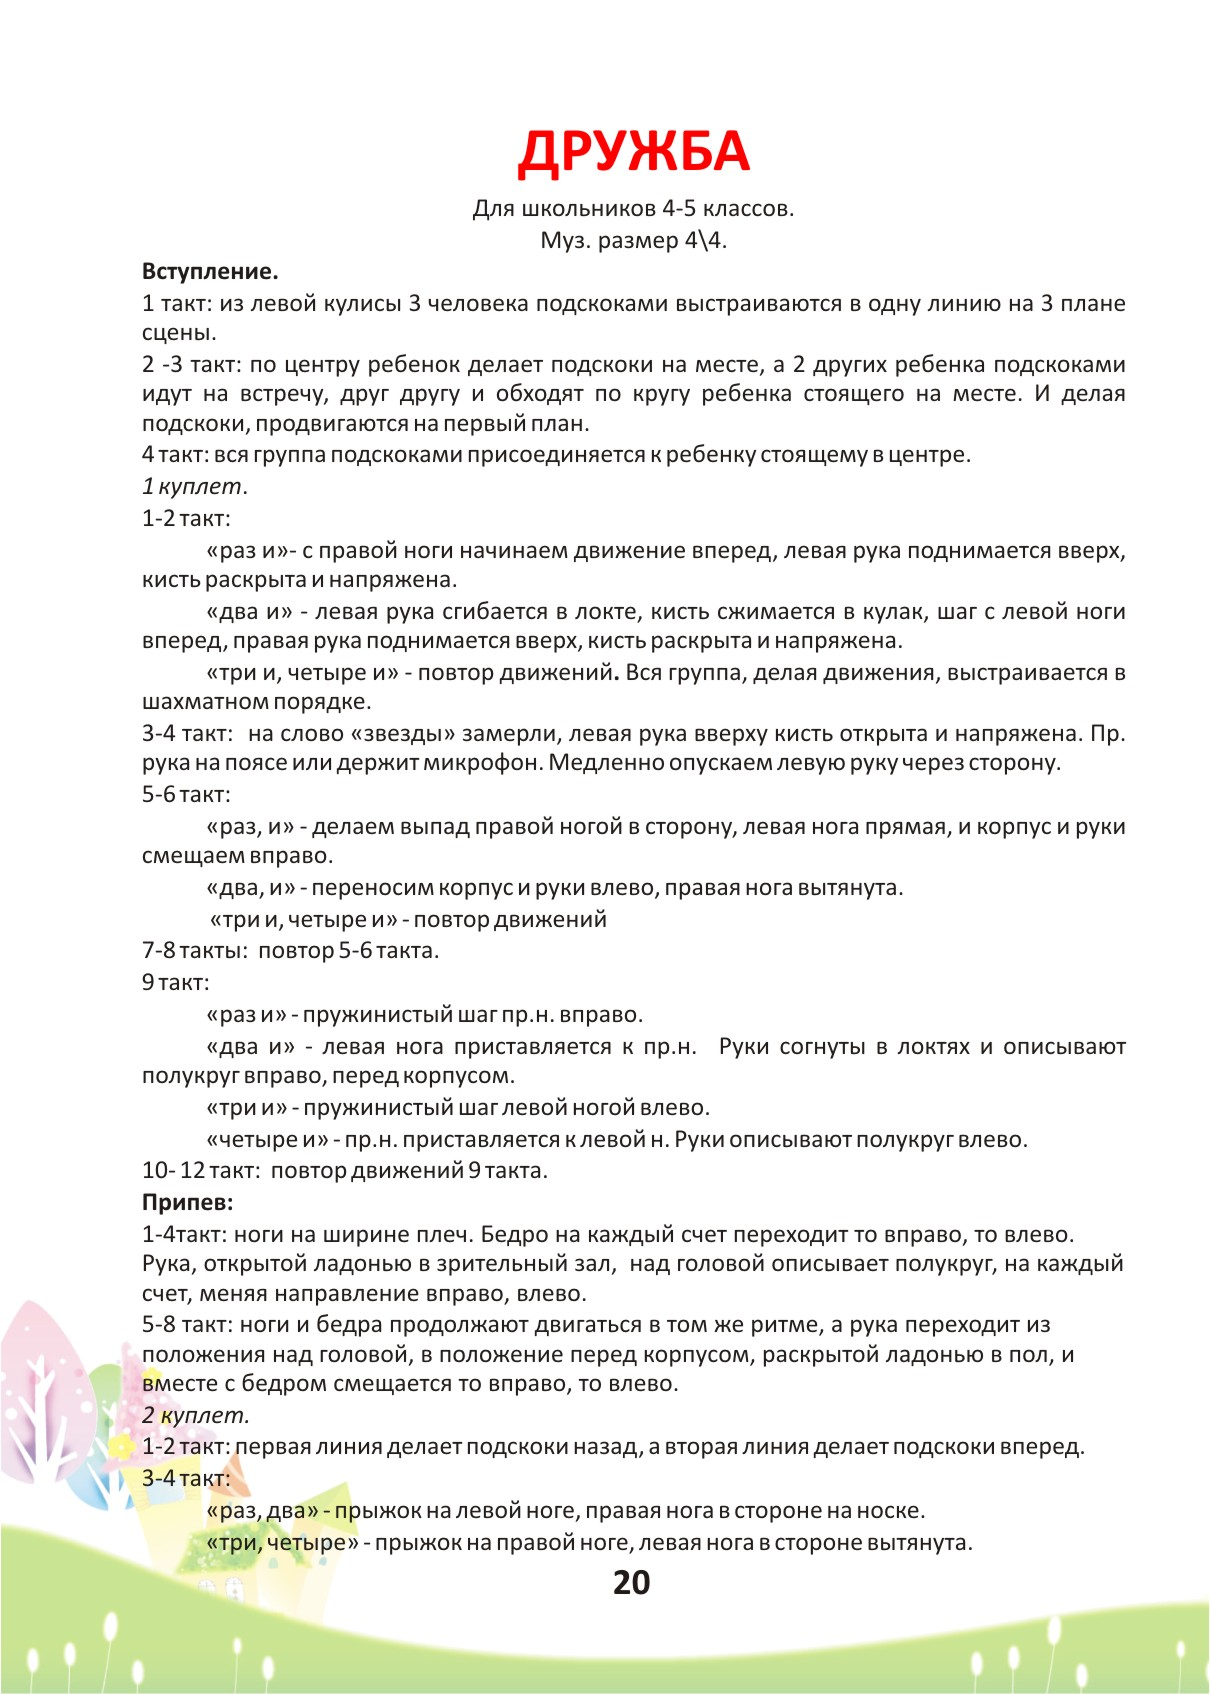 ДРУЖБА
Для школьников 4-5 классов.
Муз. размер 4\4.
Вступление.
1 такт: из левой кулисы 3 человека подскоками выстраиваются в одну линию на 3 плане
сцены.
2 -3 такт: по центру ребенок делает подскоки на месте, а 2 других ребенка подскоками
идут на встречу, друг другу и обходят по кругу ребенка стоящего на месте. И делая
подскоки, продвигаются на первый план.
4 такт: вся группа подскоками присоединяется к ребенку стоящему в центре.
1 куплет.
1-2 такт:
«раз и»- с правой ноги начинаем движение вперед, левая рука поднимается вверх,
кисть раскрыта и напряжена.
«два и» - левая рука сгибается в локте, кисть сжимается в кулак, шаг с левой ноги
вперед, правая рука поднимается вверх, кисть раскрыта и напряжена.
«три и, четыре и» - повтор движений. Вся группа, делая движения, выстраивается в
шахматном порядке.
3-4 такт: на слово «звезды» замерли, левая рука вверху кисть открыта и напряжена. Пр.
рука на поясе или держит микрофон. Медленно опускаем левую руку через сторону.
5-6 такт:
«раз, и» - делаем выпад правой ногой в сторону, левая нога прямая, и корпус и руки
смещаем вправо.
«два, и» - переносим корпус и руки влево, правая нога вытянута.
«три и, четыре и» - повтор движений
7-8 такты: повтор 5-6 такта.
9 такт:
«раз и» - пружинистый шаг пр.н. вправо.
«два и» - левая нога приставляется к пр.н. Руки согнуты в локтях и описывают
полукруг вправо, перед корпусом.
«три и» - пружинистый шаг левой ногой влево.
«четыре и» - пр.н. приставляется к левой н. Руки описывают полукруг влево.
10- 12 такт: повтор движений 9 такта.
Припев:
1-4такт: ноги на ширине плеч. Бедро на каждый счет переходит то вправо, то влево.
Рука, открытой ладонью в зрительный зал, над головой описывает полукруг, на каждый
счет, меняя направление вправо, влево.
5-8 такт: ноги и бедра продолжают двигаться в том же ритме, а рука переходит из
положения над головой, в положение перед корпусом, раскрытой ладонью в пол, и
вместе с бедром смещается то вправо, то влево.
2 куплет.
1-2 такт: первая линия делает подскоки назад, а вторая линия делает подскоки вперед.
3-4 такт:
«раз, два» - прыжок на левой ноге, правая нога в стороне на носке.
«три, четыре» - прыжок на правой ноге, левая нога в стороне вытянута.
20